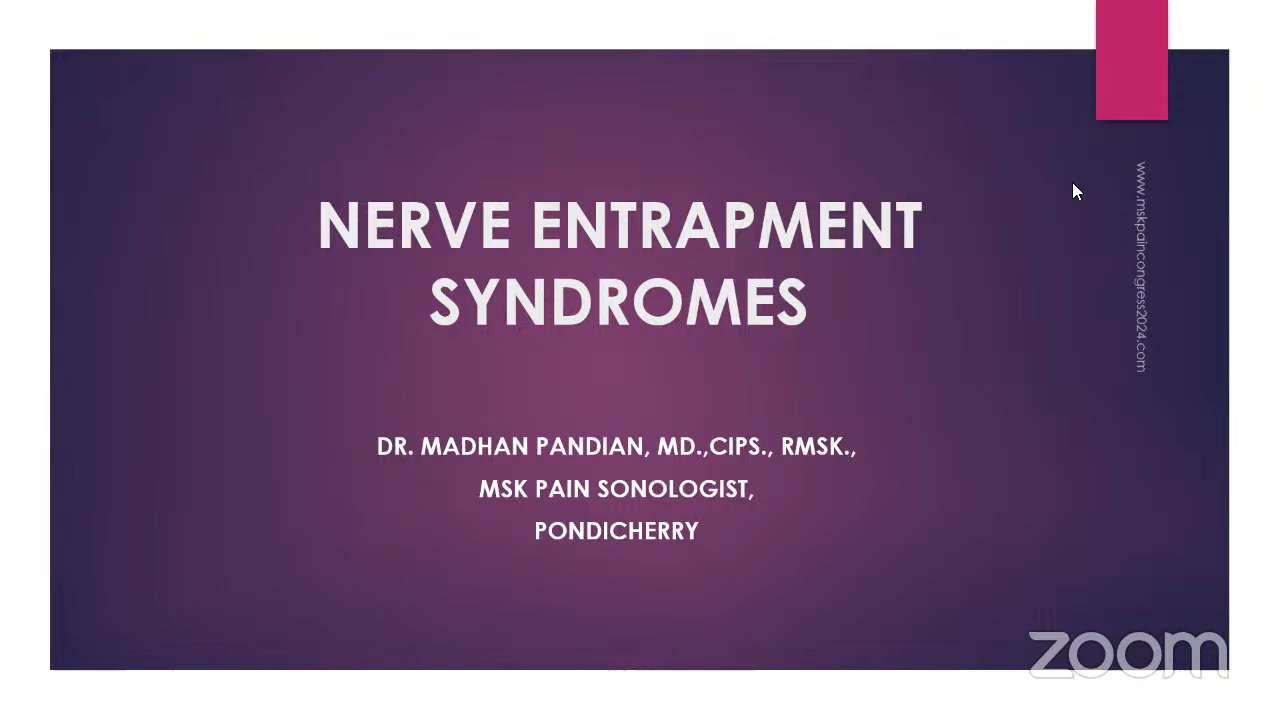 NERVE ENTRAPMENT
SYNDROMES
DR. MADHAN PANDIAN, MD.,CIPS., RMSK.,
MSK PAIN SONOLOGIST,
PONDICHERRY
www.mskpaincongress2024.com
zoom